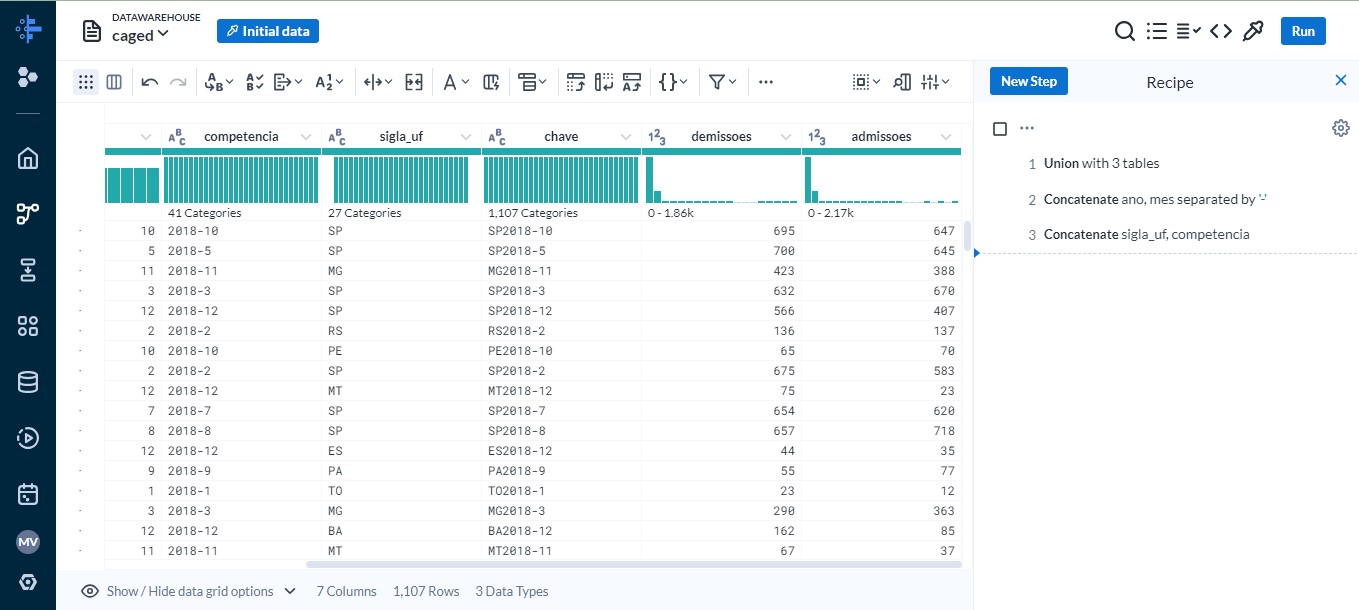 DATAWAREHOUSE
caged
Initial data
Run
New Step
Recipe
competencia sigla_uf chave demissoes admissoes
41 Categories 27 Categories 1,107 Categories 0 - 1.86k 0 - 2.17k
10 2018-10 SP SP2018-10 695 647
5 2018-5 SP SP2018-5 700 645
11 2018-11 MG MG2018-11 423 388
3 2018-3 SP SP2018-3 632 670
12 2018-12 SP SP2018-12 566 407
2 2018-2 RS RS2018-2 136 137
10 2018-10 PE PE2018-10 65 70
2 2018-2 SP SP2018-2 675 583
12 2018-12 MT MT2018-12 75 23
7 2018-7 SP SP2018-7 654 620
8 2018-8 SP SP2018-8 657 718
12 2018-12 ES ES2018-12 44 35
9 2018-9 PA PA2018-9 55 77
1 2018-1 TO TO2018-1 23 12
3 2018-3 MG MG2018-3 290 363
12 2018-12 BA BA2018-12 162 85
11 2018-11 MT MT2018-11 67 37
1 Union with 3 tables
2 Concatenate ano, mes separated by '-'
3 Concatenate sigla_uf, competencia
MV
Show / Hide data grid options 7 Columns 1,107 Rows 3 Data Types